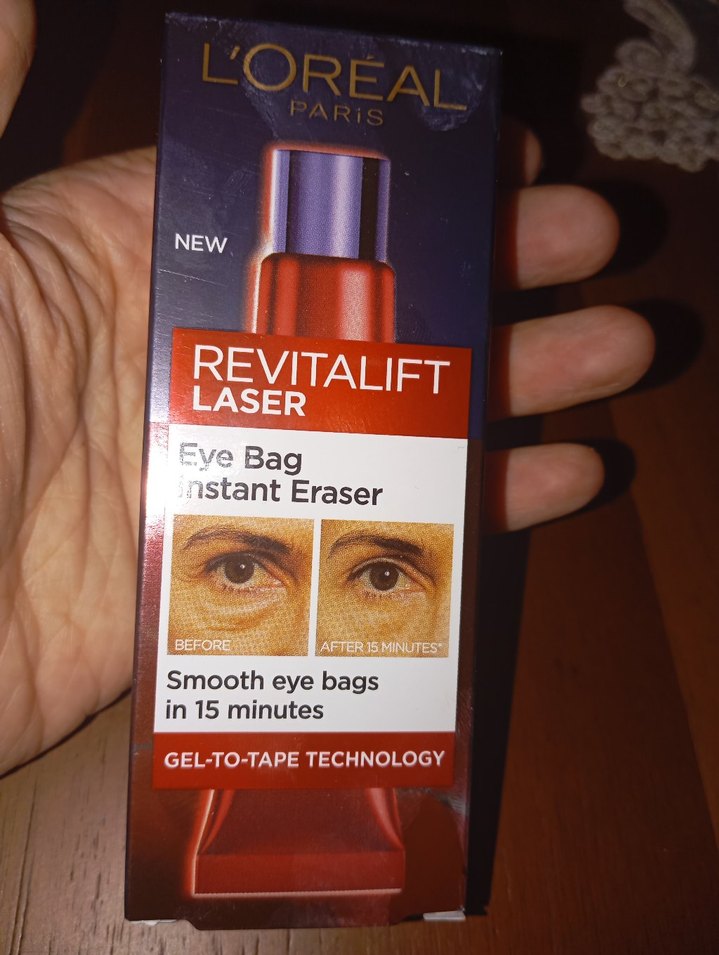 L'ORÉAL
PARiS
NEW
REVITALIFT
LASER
Eye Bag
Instant Eraser
BEFORE
AFTER 15 MINUTES*
Smooth eye bags
in 15 minutes
GEL-TO-TAPE TECHNOLOGY